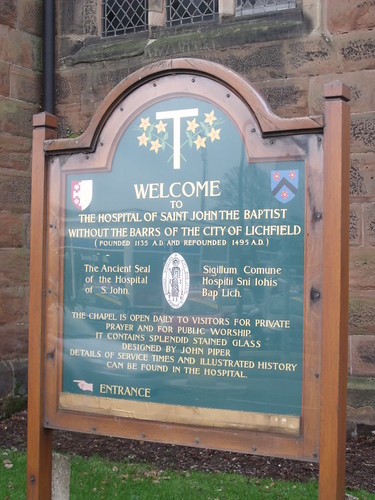 T
WELCOME
TO
THE HOSPITAL OF SAINT JOHN THE BAPTIST
WITHOUT THE BARRS OF THE CITY OF LICHFIELD
( FOUNDED 1135 A.D. AND REFOUNDED 1495 A.D. )
The Ancient Seal
of the Hospital
of S. John.
Sigillum Comune
Hospitii Sni Iohis
Bap Lich.
THE CHAPEL IS OPEN DAILY TO VISITORS FOR PRIVATE
PRAYER AND FOR PUBLIC WORSHIP.
IT CONTAINS SPLENDID STAINED GLASS
DESIGNED BY JOHN PIPER
DETAILS OF SERVICE TIMES AND ILLUSTRATED HISTORY
CAN BE FOUND IN THE HOSPITAL.
ENTRANCE